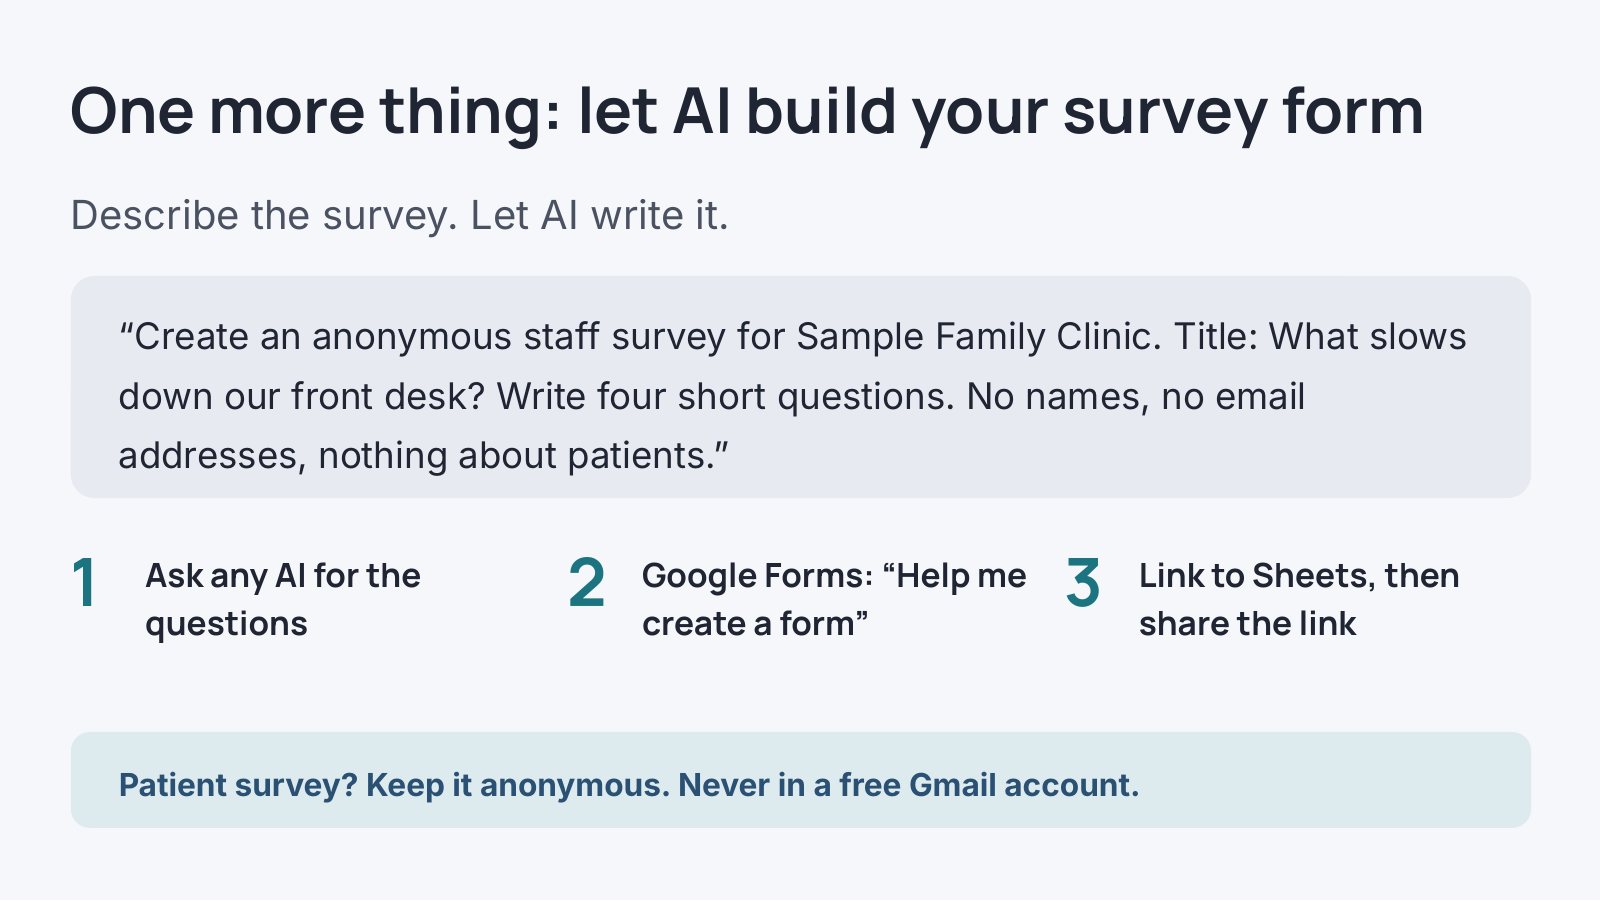 One more thing: let AI build your survey form
Describe the survey. Let AI write it.
“Create an anonymous staff survey for Sample Family Clinic. Title: What slows
down our front desk? Write four short questions. No names, no email
addresses, nothing about patients.”
1
Ask any AI for the
questions
2
Google Forms: “Help me
create a form”
3
Link to Sheets, then
share the link
Patient survey? Keep it anonymous. Never in a free Gmail account.